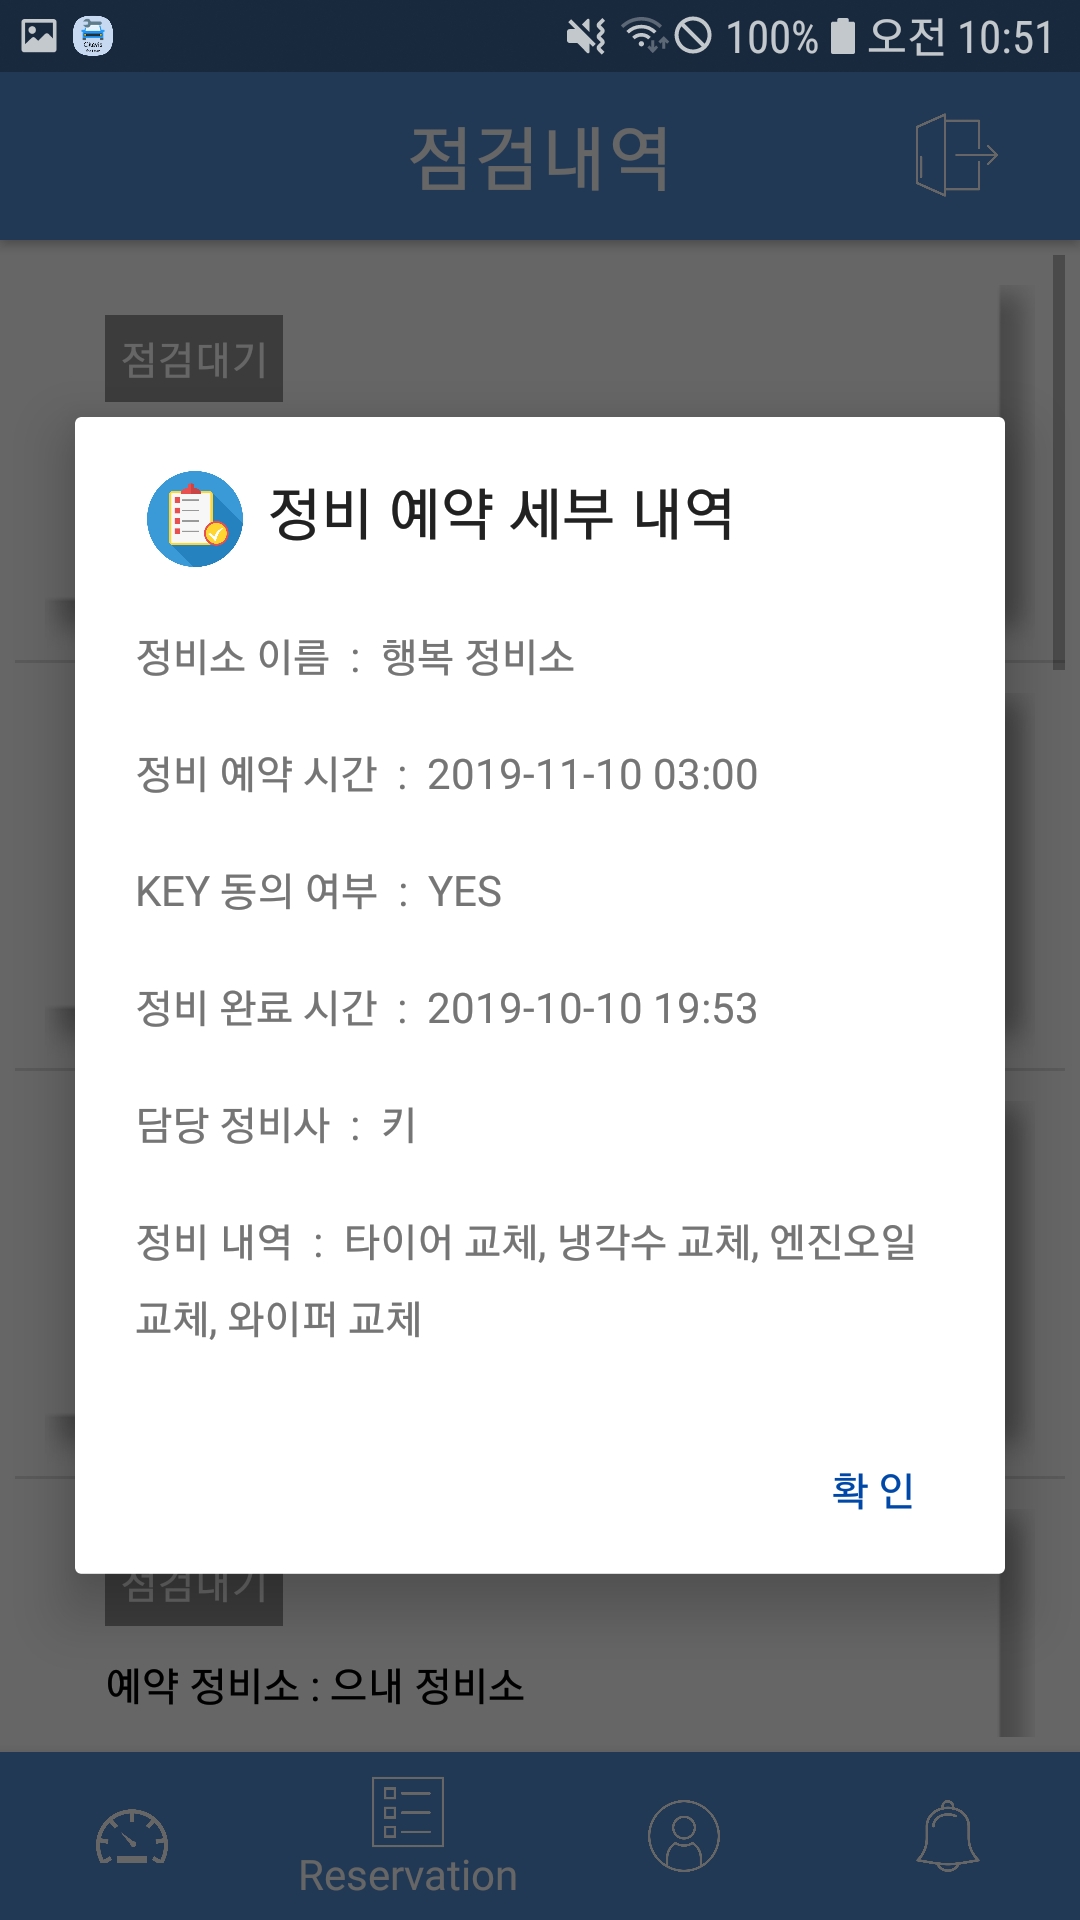 100% 오전 10:51
점검내역
점검대기
정비 예약 세부 내역
정비소 이름 : 행복 정비소
정비 예약 시간 : 2019-11-10 03:00
KEY 동의 여부 : YES
정비 완료 시간 : 2019-10-10 19:53
담당 정비사 : 키
정비 내역 : 타이어 교체, 냉각수 교체, 엔진오일
교체, 와이퍼 교체
확 인
점검대기
예약 정비소 : 으내 정비소
Reservation